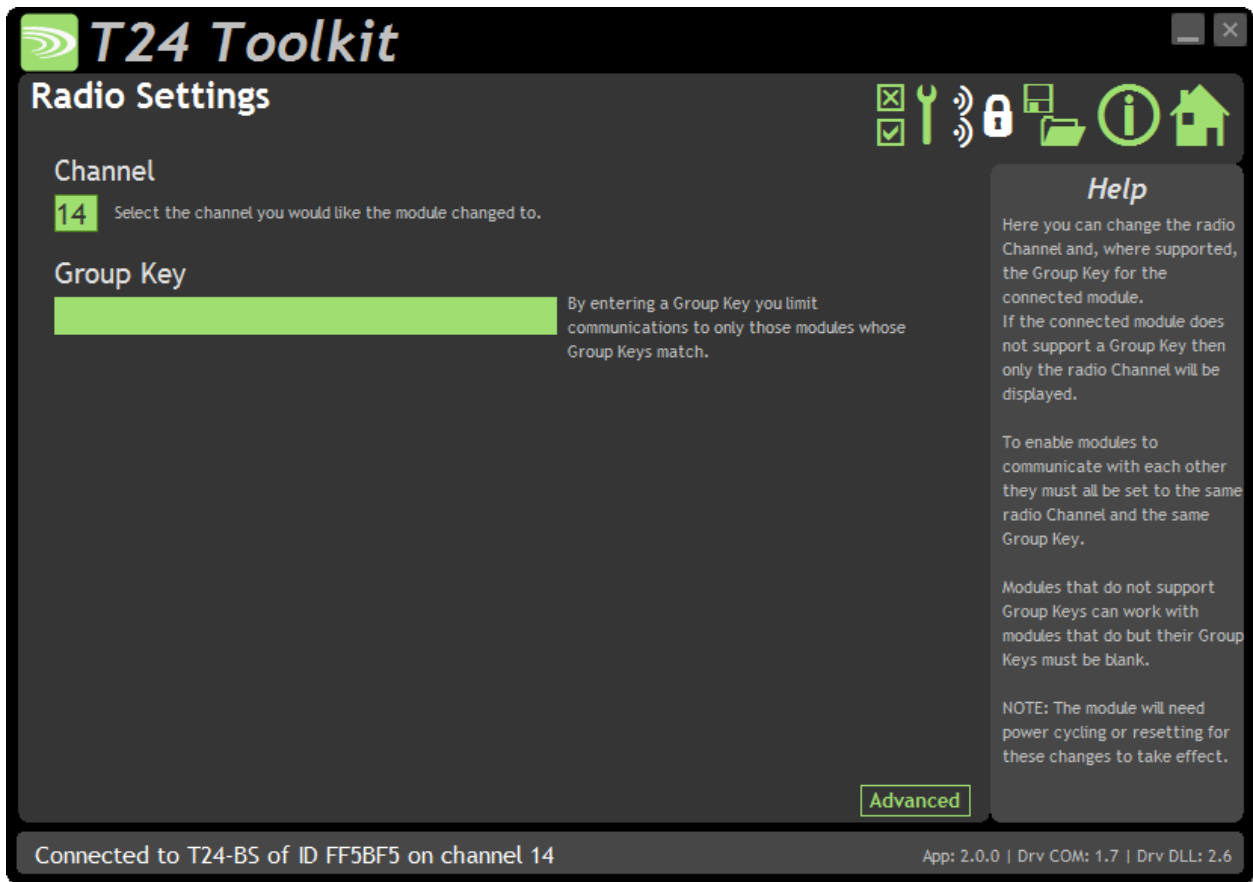 T24 Toolkit
Radio Settings
Channel
14
Select the channel you would like the module changed to.
Group Key
By entering a Group Key you limit
communications to only those modules whose
Group Keys match.
Help
Here you can change the radio
Channel and, where supported,
the Group Key for the
connected module.
If the connected module does
not support a Group Key then
only the radio Channel will be
displayed.
To enable modules to
communicate with each other
they must all be set to the same
radio Channel and the same
Group Key.
Modules that do not support
Group Keys can work with
modules that do but their Group
Keys must be blank.
NOTE: The module will need
power cycling or resetting for
these changes to take effect.
Advanced
Connected to T24-BS of ID FF5BF5 on channel 14
App: 2.0.0 | Drv COM: 1.7 | Drv DLL: 2.6